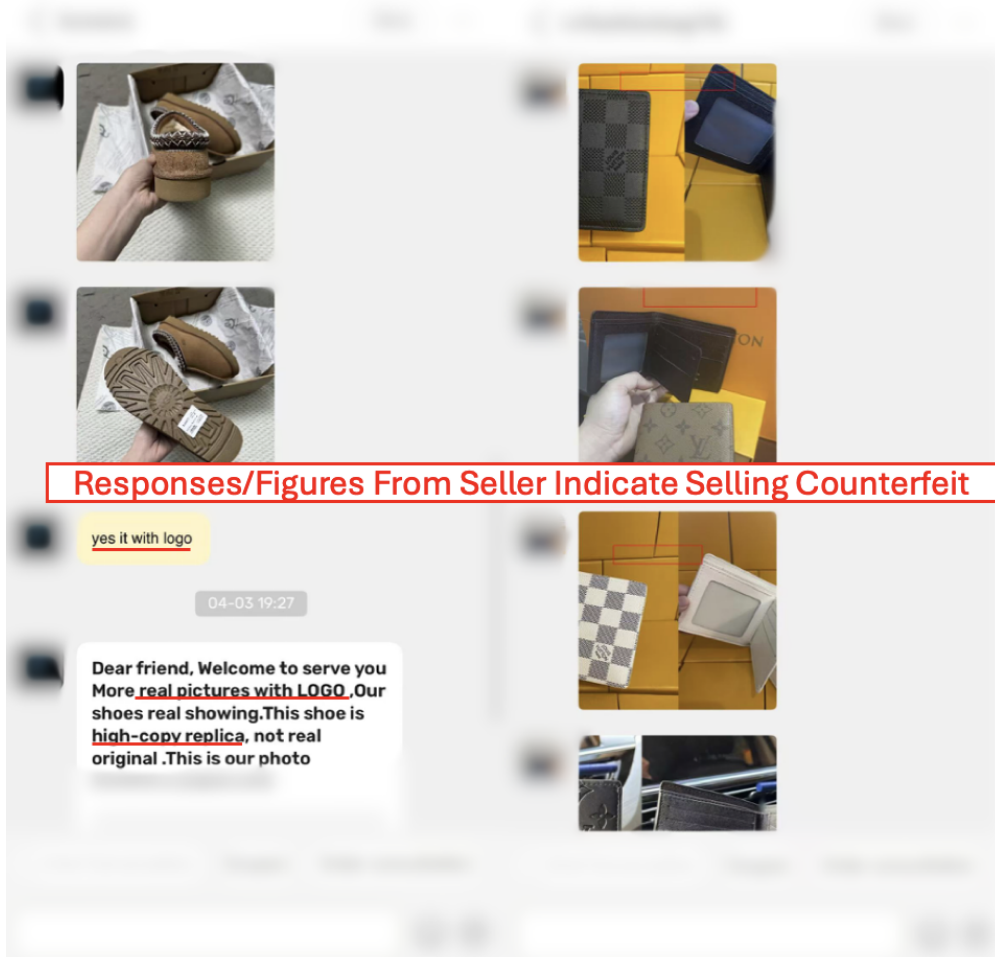 ON
Responses/Figures From Seller Indicate Selling Counterfeit
yes it with logo
04-03 19:27
Dear friend, Welcome to serve you
More real pictures with LOGO ,Our
shoes real showing.This shoe is
high-copy replica, not real
original .This is our photo